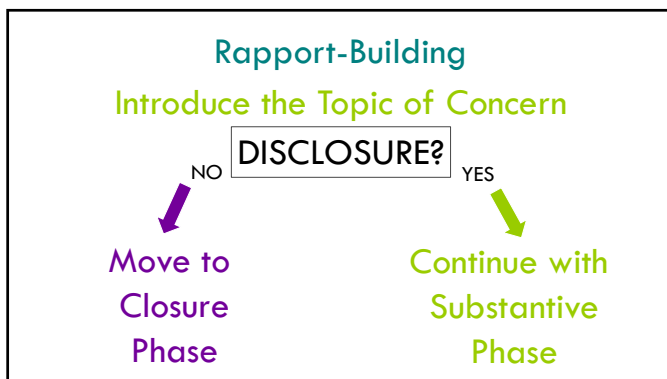 Rapport-Building
Introduce the Topic of Concern
DISCLOSURE?
NO
YES
Move to
Closure
Phase
Continue with
Substantive
Phase